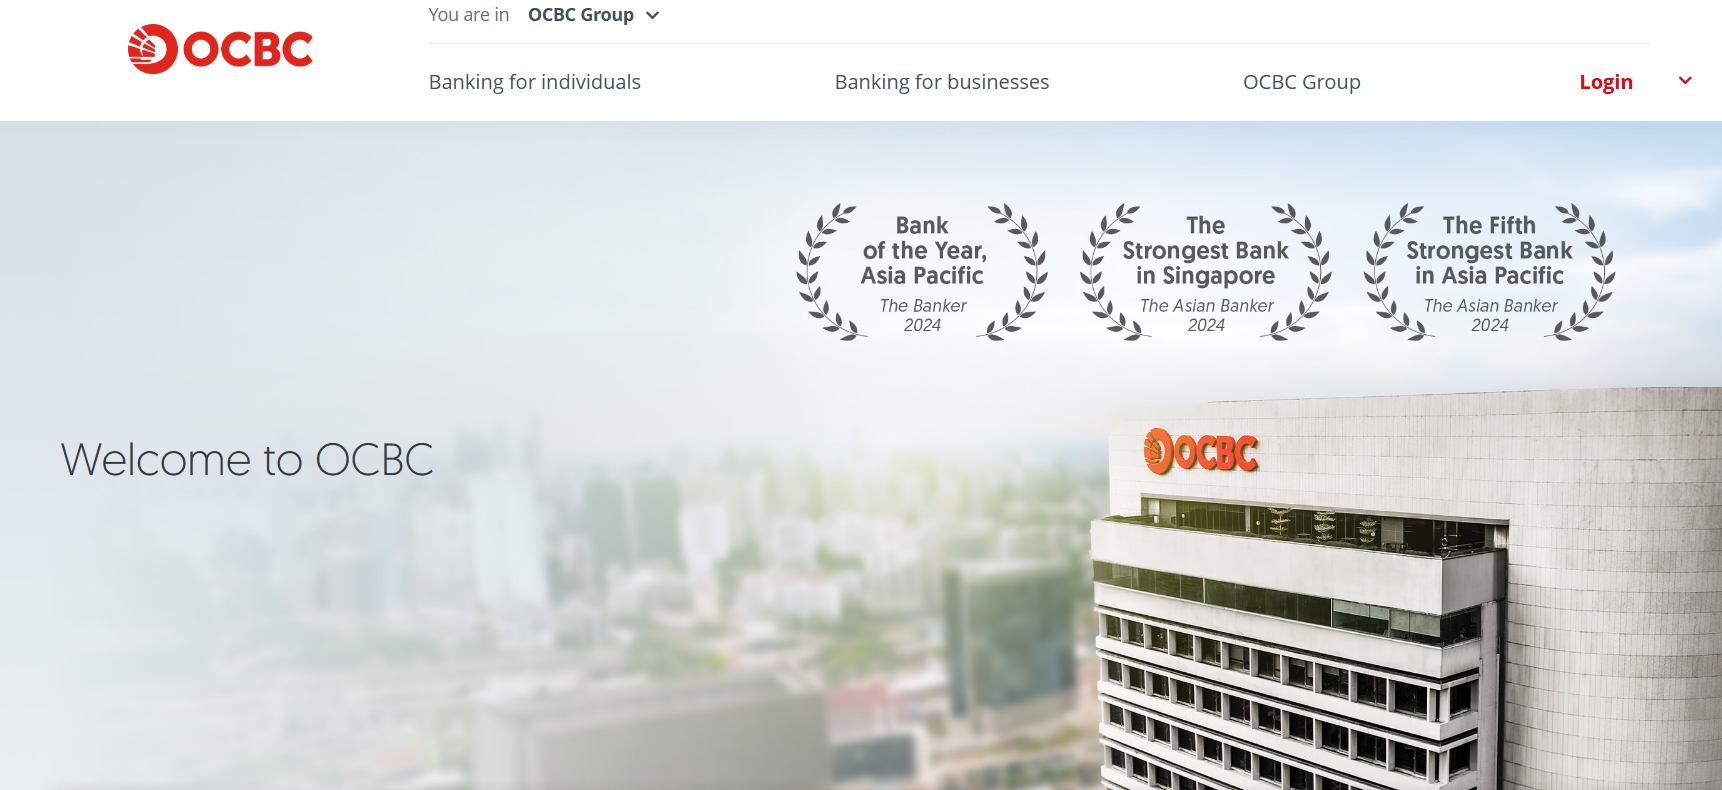 You are in OCBC Group
OCBC
Banking for individuals
Banking for businesses
OCBC Group
Login
Bank
of the Year,
Asia Pacific
The Banker
2024
The
Strongest Bank
in Singapore
The Asian Banker
2024
The Fifth
Strongest Bank
in Asia Pacific
The Asian Banker
2024
Welcome to OCBC
OCBC